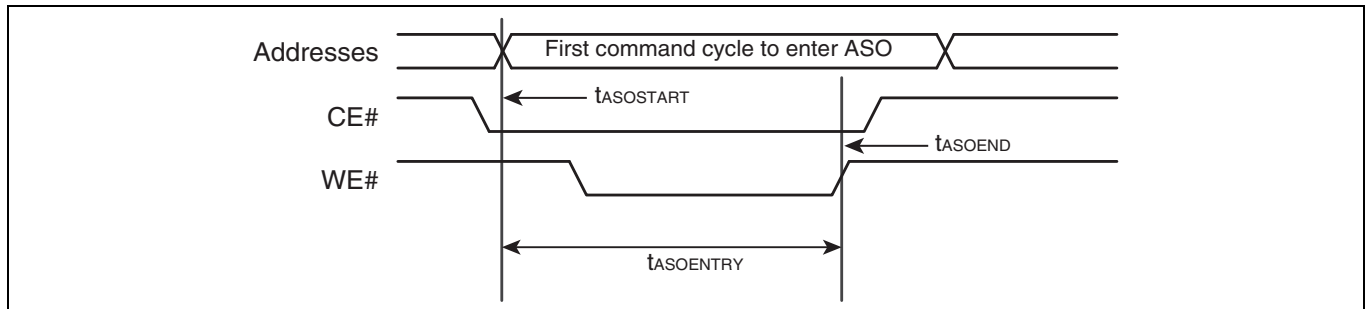 Addresses
First command cycle to enter ASO
tASOSTART
CE#
tASOEND
WE#
tASOENTRY